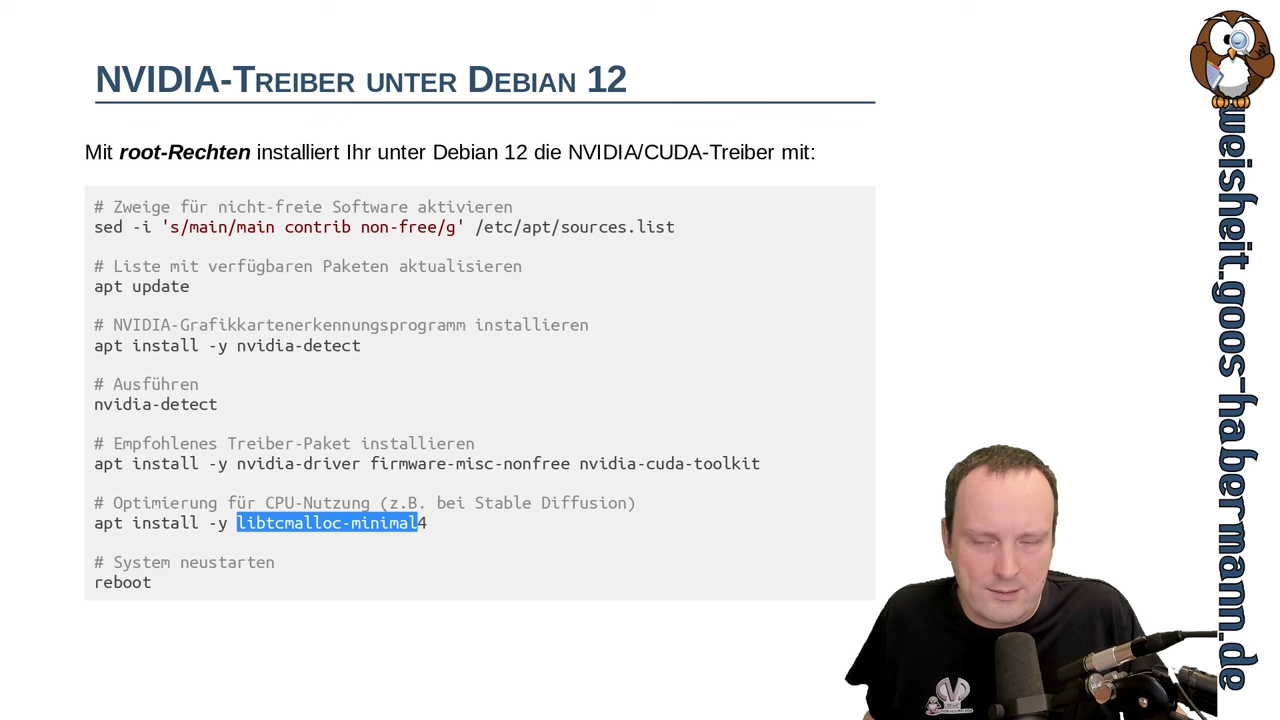 NVIDIA-Treiber unter Debian 12
Mit root-Rechten installiert Ihr unter Debian 12 die NVIDIA/CUDA-Treiber mit:
# Zweige für nicht-freie Software aktivieren
sed -i 's/main/main contrib non-free/g' /etc/apt/sources.list
# Liste mit verfügbaren Paketen aktualisieren
apt update
# NVIDIA-Grafikkartenerkennungsprogramm installieren
apt install -y nvidia-detect
# Ausführen
nvidia-detect
# Empfohlenes Treiber-Paket installieren
apt install -y nvidia-driver firmware-misc-nonfree nvidia-cuda-toolkit
# Optimierung für CPU-Nutzung (z.B. bei Stable Diffusion)
apt install -y libtcmalloc-minimal4
# System neustarten
reboot
weisheit.goos-habermann.de